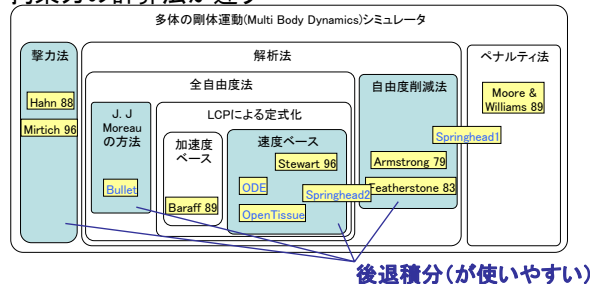 多体の剛体運動(Multi Body Dynamics)シミュレータ
撃力法
解析法
ペナルティ法
全自由度法
自由度削減法
Hahn 88
Mirtich 96
J. J
Moreau
の方法
Bullet
LCPによる定式化
加速度
ベース
Baraff 89
速度ベース
Stewart 96
ODE
OpenTissue
Springhead2
Armstrong 79
Featherstone 83
Springhead1
Moore &
Williams 89
後退積分(が使いやすい)